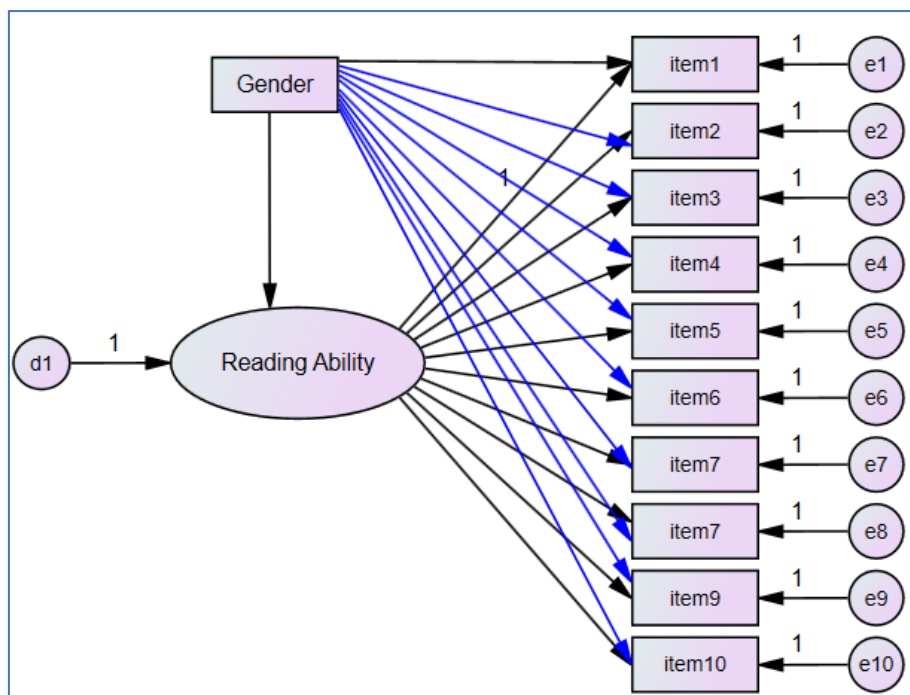 Gender
item1
1
e1
item2
1
e2
1
item3
1
e3
item4
1
e4
item5
1
e5
d1
1
Reading Ability
item6
1
e6
item7
1
e7
item7
1
e8
item9
1
e9
item10
1
e10